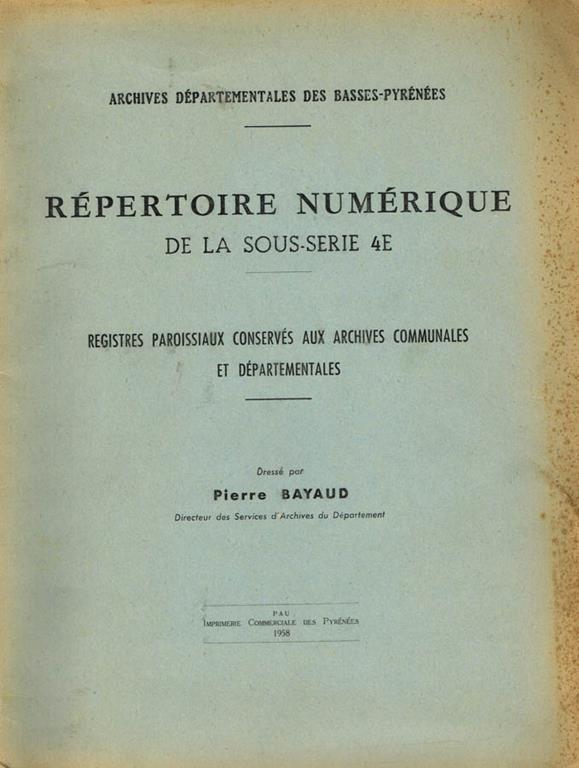 ARCHIVES DÉPARTEMENTALES DES BASSES-PYRÉNÉES
RÉPERTOIRE NUMÉRIQUE
DE LA SOUS-SERIE 4E
REGISTRES PAROISSIAUX CONSERVÉS AUX ARCHIVES COMMUNALES
ET DÉPARTEMENTALES
Dressé par
Pierre BAYAUD
Directeur des Services d'Archives du Département
PAU
IMPRIMERIE COMMERCIALE DES PYRÉNÉES
1958